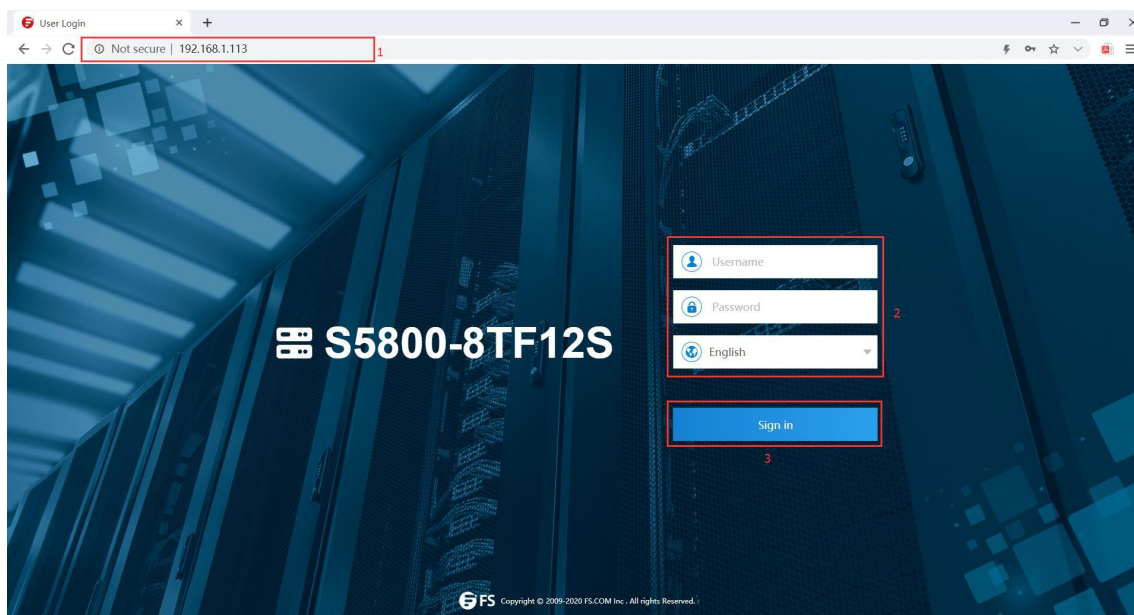 User Login
Not secure | 192.168.1.113
1
Username
Password
2
S5800-8TF12S
English
Sign in
3
FS Copyright © 2009-2020 FS.COM Inc . All rights Reserved.